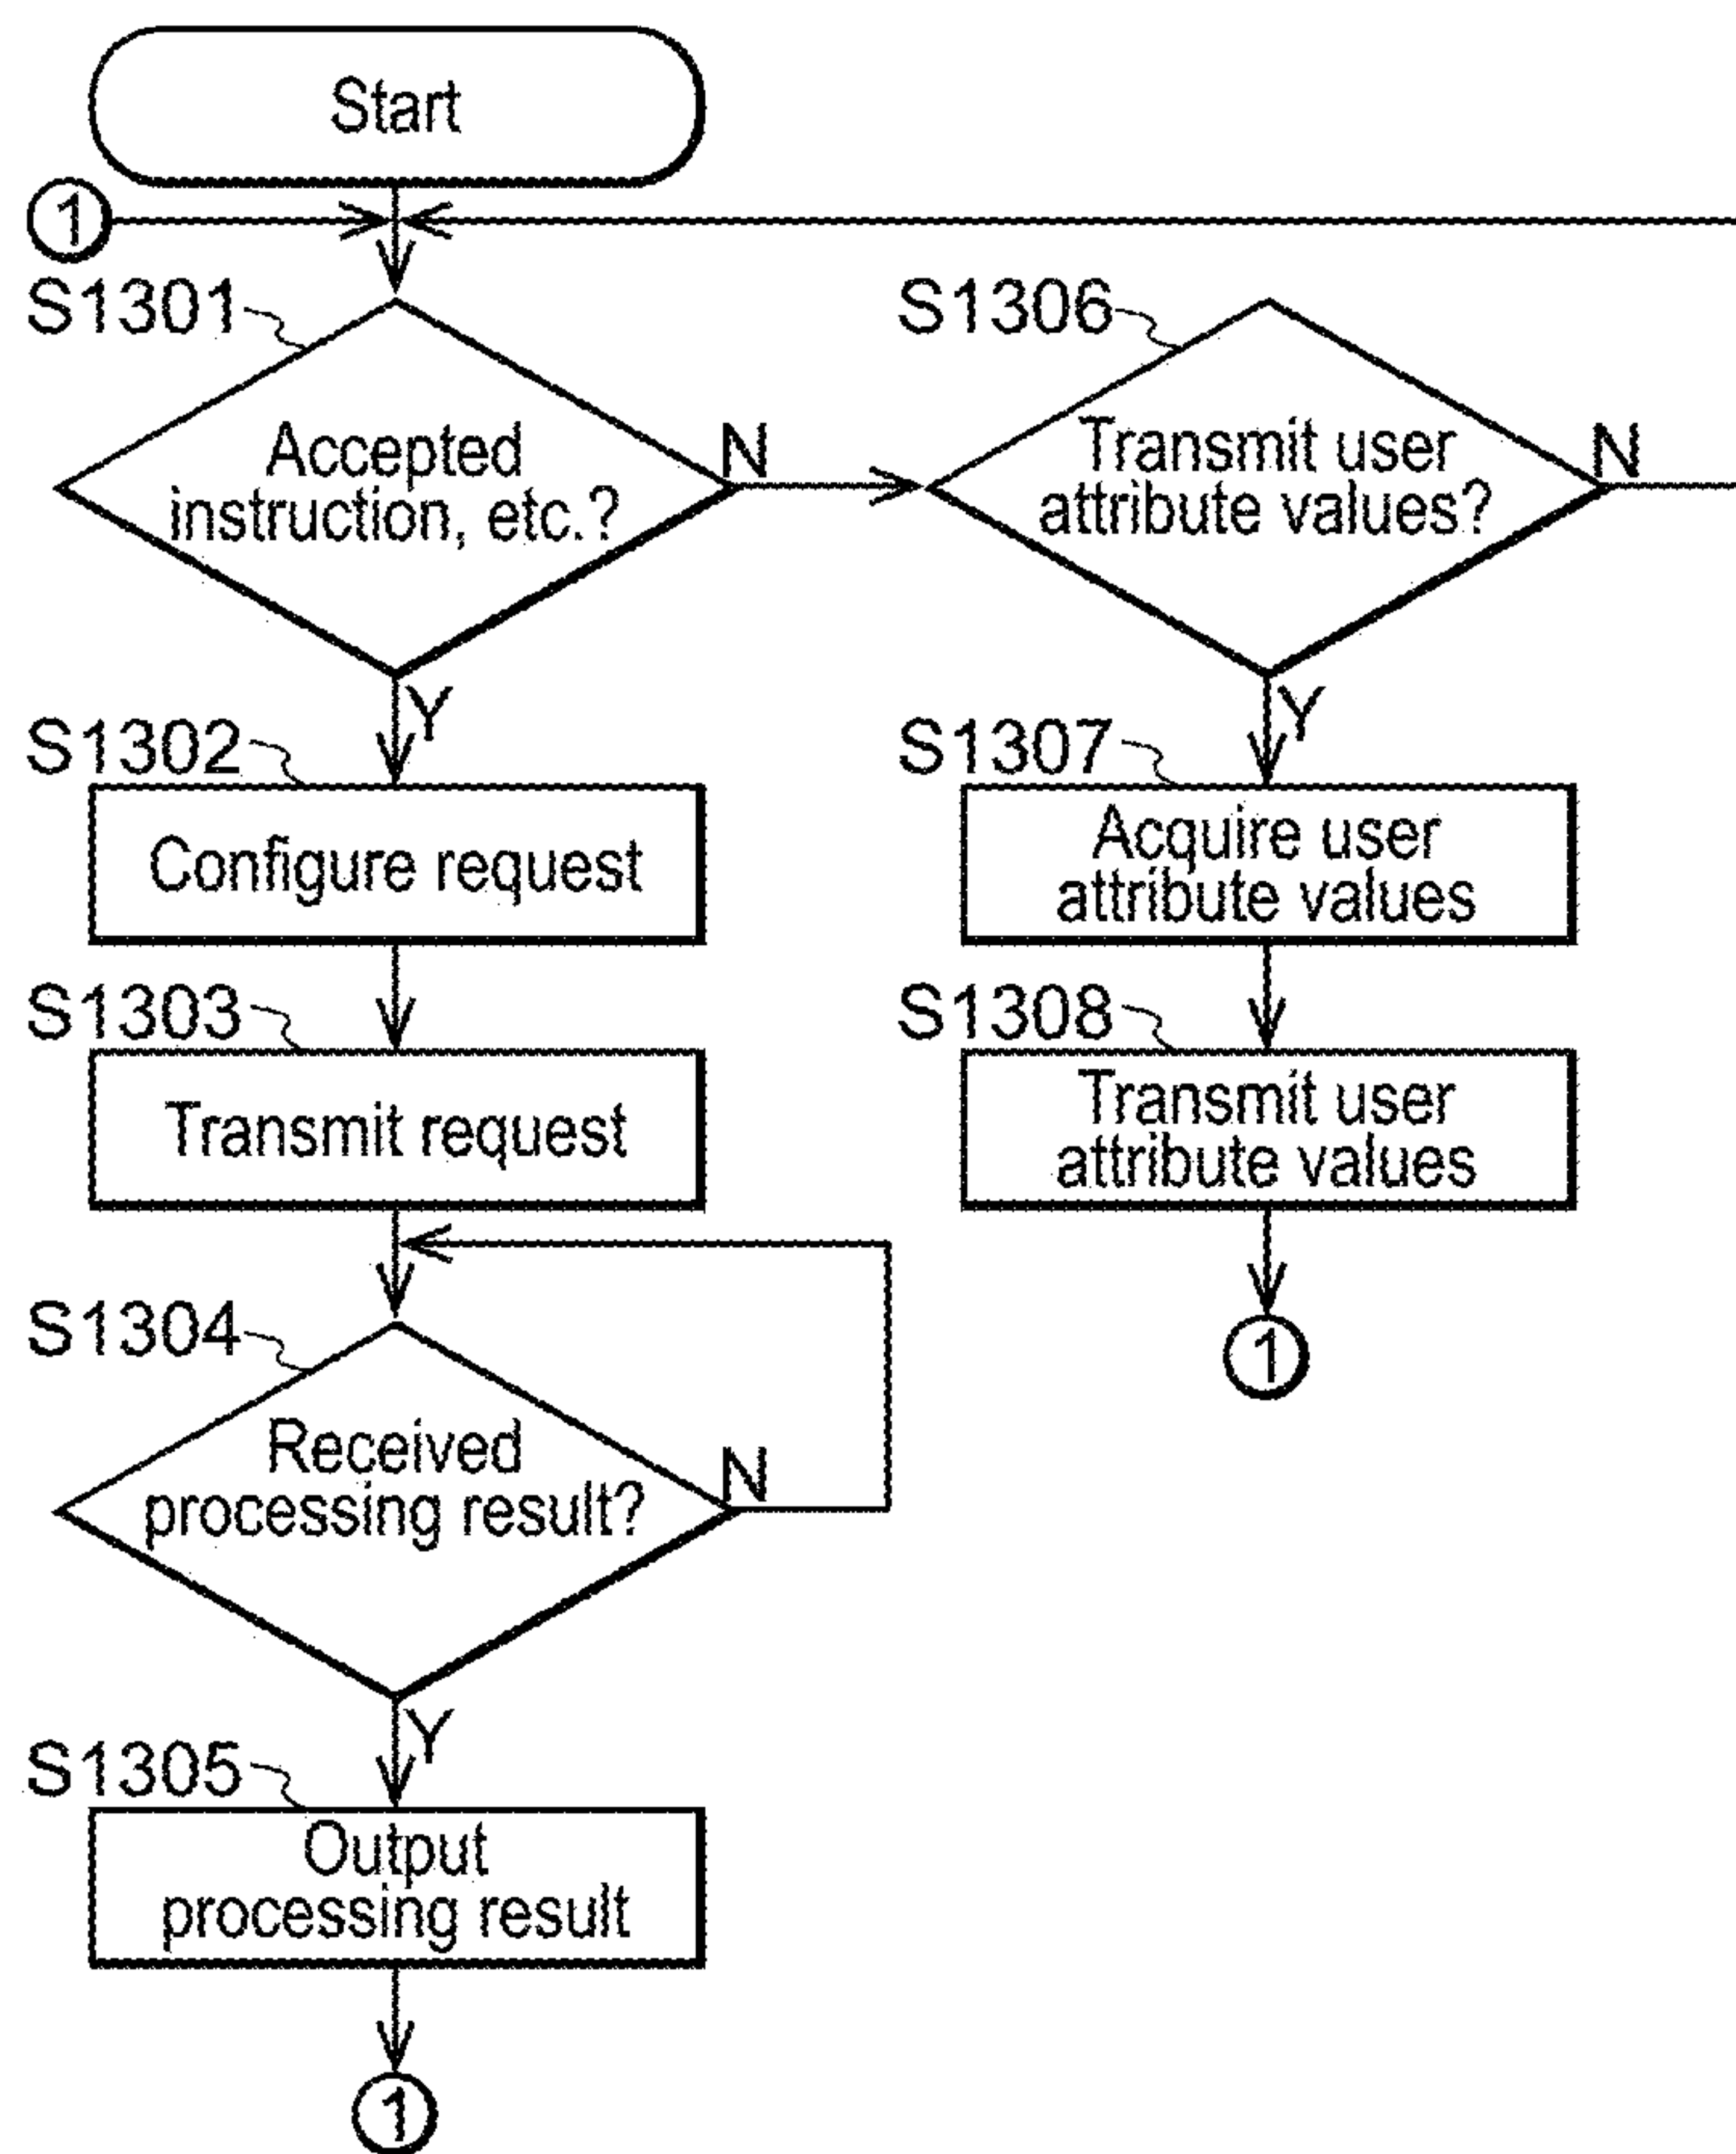 Start
1
S1301
Accepted
instruction, etc.?
N
Y
S1302
Configure request
S1303
Transmit request
S1304
Received
processing result?
N
Y
S1305
Output
processing result
1
S1306
Transmit user
attribute values?
N
Y
S1307
Acquire user
attribute values
S1308
Transmit user
attribute values
1